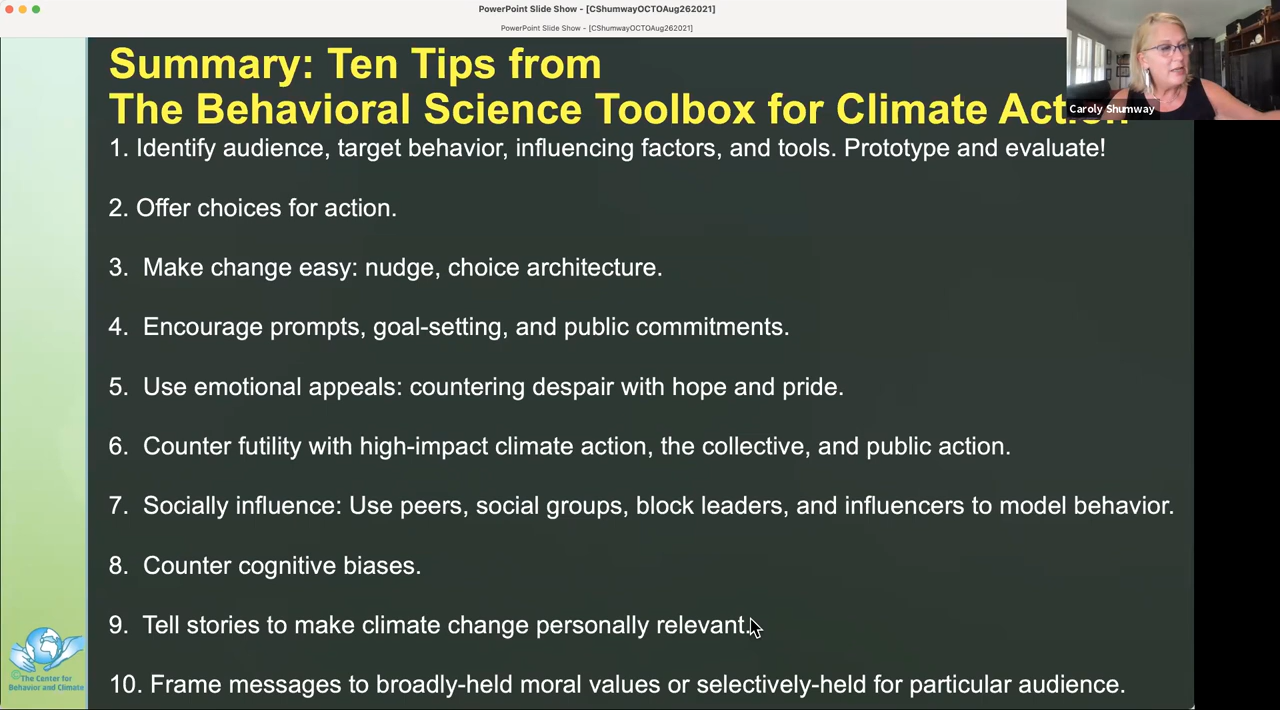 PowerPoint Slide Show - [CShumwayOCTOAug262021]
PowerPoint Slide Show - [CShumwayOCTOAug262021]
Caroly Shumway
Summary: Ten Tips from
The Behavioral Science Toolbox for Climate Action
1. Identify audience, target behavior, influencing factors, and tools. Prototype and evaluate!
2. Offer choices for action.
3. Make change easy: nudge, choice architecture.
4. Encourage prompts, goal-setting, and public commitments.
5. Use emotional appeals: countering despair with hope and pride.
6. Counter futility with high-impact climate action, the collective, and public action.
7. Socially influence: Use peers, social groups, block leaders, and influencers to model behavior.
8. Counter cognitive biases.
9. Tell stories to make climate change personally relevant.
10. Frame messages to broadly-held moral values or selectively-held for particular audience.
©The Center for
Behavior and Climate